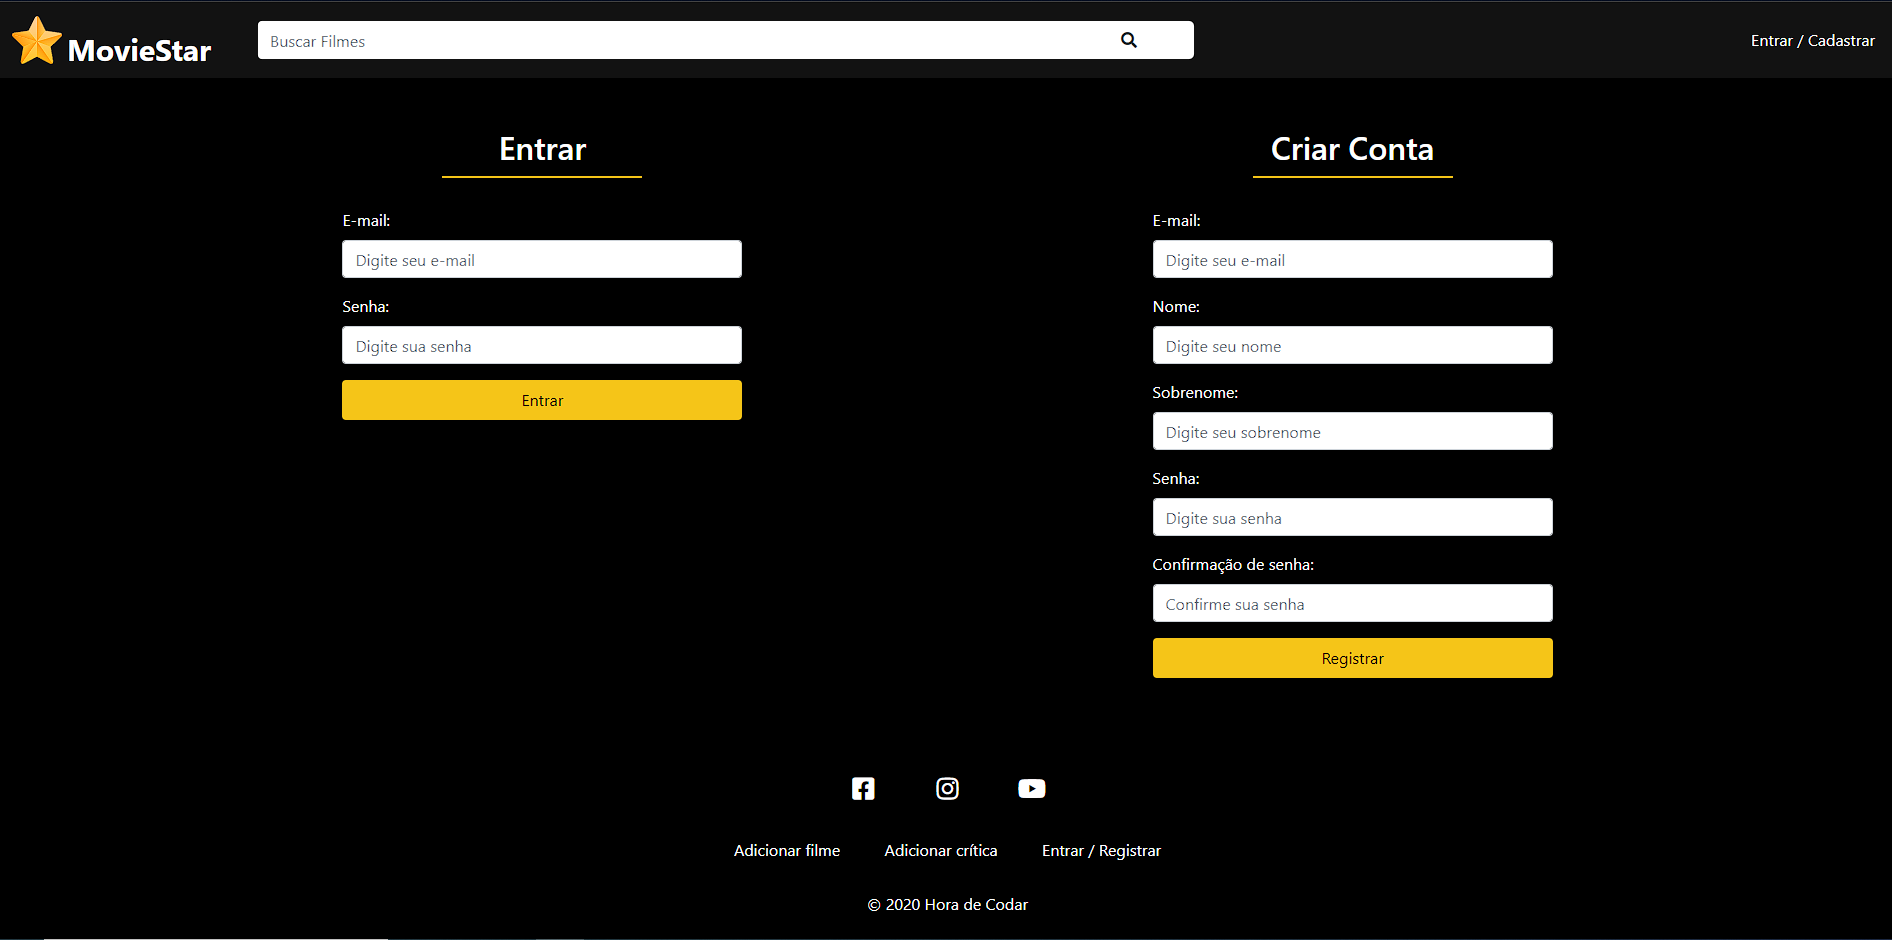 MovieStar
Buscar Filmes
Entrar / Cadastrar
Entrar
E-mail:
Digite seu e-mail
Senha:
Digite sua senha
Entrar
Criar Conta
E-mail:
Digite seu e-mail
Nome:
Digite seu nome
Sobrenome:
Digite seu sobrenome
Senha:
Digite sua senha
Confirmação de senha:
Confirme sua senha
Registrar
Adicionar filme
Adicionar crítica
Entrar / Registrar
© 2020 Hora de Codar